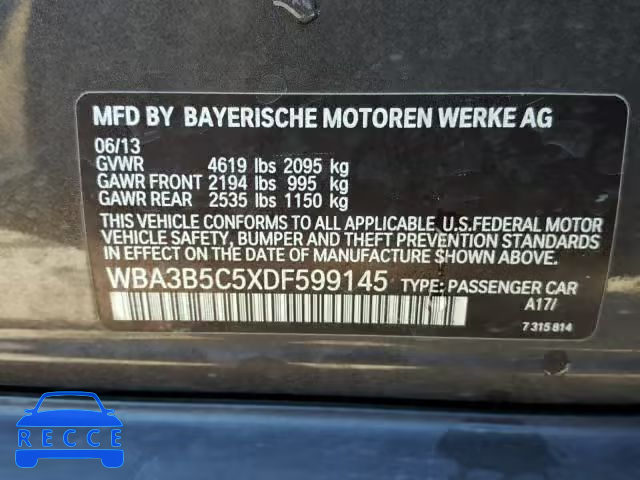 MFD BY BAYERISCHE MOTOREN WERKE AG
06/13
GVWR 4619 lbs 2095 kg
GAWR FRONT 2194 lbs 995 kg
GAWR REAR 2535 lbs 1150 kg
THIS VEHICLE CONFORMS TO ALL APPLICABLE U.S.FEDERAL MOTOR
VEHICLE SAFETY, BUMPER AND THEFT PREVENTION STANDARDS
IN EFFECT ON THE DATE OF MANUFACTURE SHOWN ABOVE.
WBA3B5C5XDF599145 TYPE: PASSENGER CAR
A17/
7 315 814
RECCE